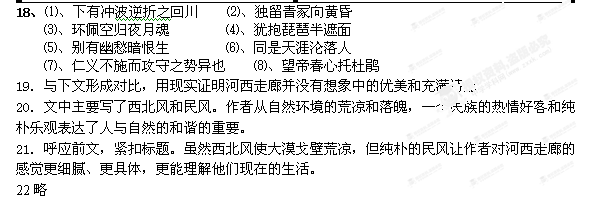 18、⑴、下有冲波逆折之回川 ⑵、独留青冢向黄昏
⑶、环佩空归夜月魂 ⑷、犹抱琵琶半遮面
⑸、别有幽愁暗恨生 ⑹、同是天涯沦落人
⑺、仁义不施而攻守之势异也 ⑻、望帝春心托杜鹃
19．与下文形成对比，用现实证明河西走廊并没有想象中的优美和充满
20．文中主要写了西北风和民风。作者从自然环境的荒凉和落魄，一个民族的热情好客和纯
朴乐观表达了人与自然的和谐的重要。
21．呼应前文，紧扣标题。虽然西北风使大漠戈壁荒凉，但纯朴的民风让作者对河西走廊的
感觉更细腻、更具体，更能理解他们现在的生活。
22 略